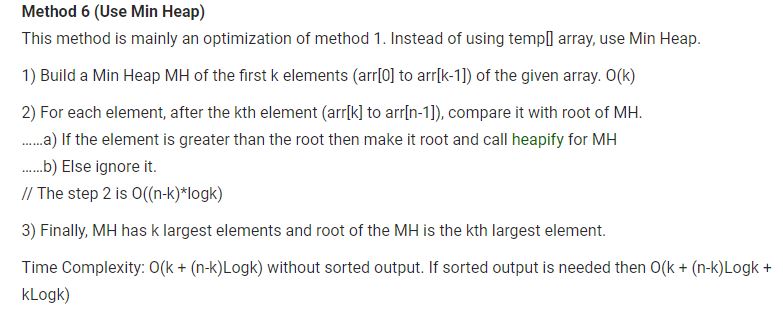 Method 6 (Use Min Heap)
This method is mainly an optimization of method 1. Instead of using temp[] array, use Min Heap.
1) Build a Min Heap MH of the first k elements (arr[0] to arr[k-1]) of the given array. O(k)
2) For each element, after the kth element (arr[k] to arr[n-1]), compare it with root of MH.
……a) If the element is greater than the root then make it root and call heapify for MH
……b) Else ignore it.
// The step 2 is O((n-k)*logk)
3) Finally, MH has k largest elements and root of the MH is the kth largest element.
Time Complexity: O(k + (n-k)Logk) without sorted output. If sorted output is needed then O(k + (n-k)Logk +
kLogk)